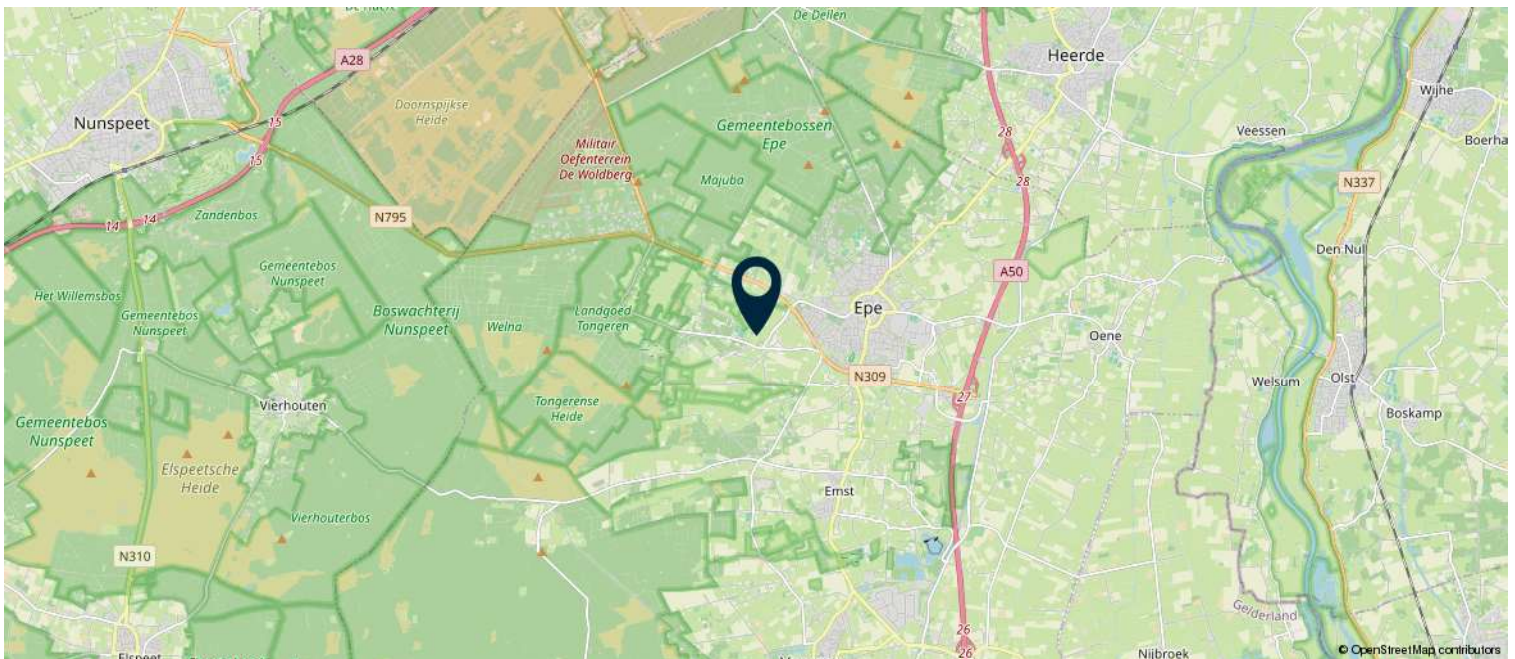 De Dellen
A28
Heerde
Doornspijkse
Heide
Wijhe
Nunspeet
15
Gemeentebossen
Epe
28
Veessen
Boerha
Militair
Oefenterrein
De Woldberg
15
Majuba
28
N337
14
14
Zandenbos
N795
Den Nul
Gemeentebos
Nunspeet
A50
Het Willemsbos
Gemeentebos
Nunspeet
Boswachterij
Nunspeet
Welna
Landgoed
Tongeren
Epe
Oene
N309
Welsum
Olst
Vierhouten
Tongerense
Heide
27
Boskamp
Gemeentebos
Nunspeet
Elspeetsche
Heide
Emst
Vierhouterbos
N310
Gelderland
26
26
Elspeet
Nijbroek
© OpenStreetMap contributors